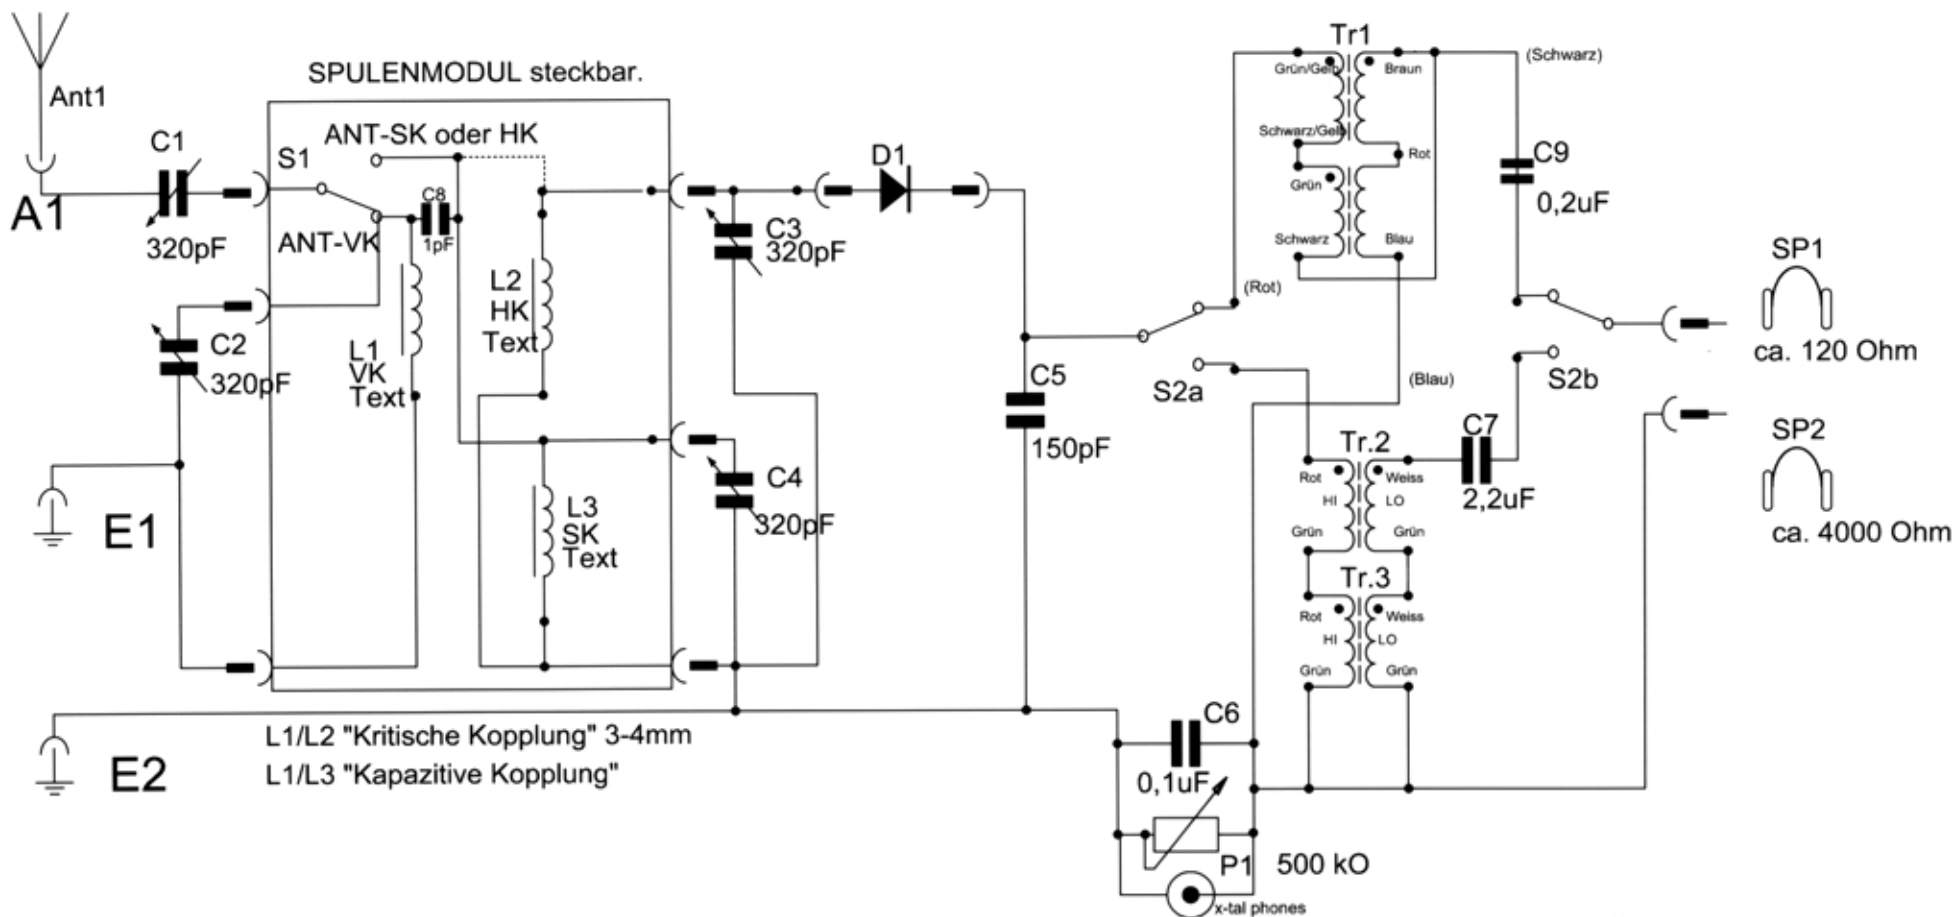 Ant1
A1
C1
320pF
SPULENMODUL steckbar.
S1
ANT-SK oder HK
C8
1pF
ANT-VK
C2
320pF
L1
VK
Text
L2
HK
Text
L3
SK
Text
C3
320pF
C4
320pF
D1
C5
150pF
E1
E2
L1/L2 "Kritische Kopplung" 3-4mm
L1/L3 "Kapazitive Kopplung"
S2a
(Rot)
Tr1
Grün/Gelb
Braun
(Schwarz)
Schwarz/Gelb
Rot
Grün
Schwarz
Blau
C9
0,2uF
(Blau)
S2b
Tr.2
Rot
Weiss
HI
LO
Grün
Grün
C7
2,2uF
Tr.3
Rot
Weiss
HI
LO
Grün
Grün
SP1
ca. 120 Ohm
SP2
ca. 4000 Ohm
C6
0,1uF
P1
500 kO
x-tal phones